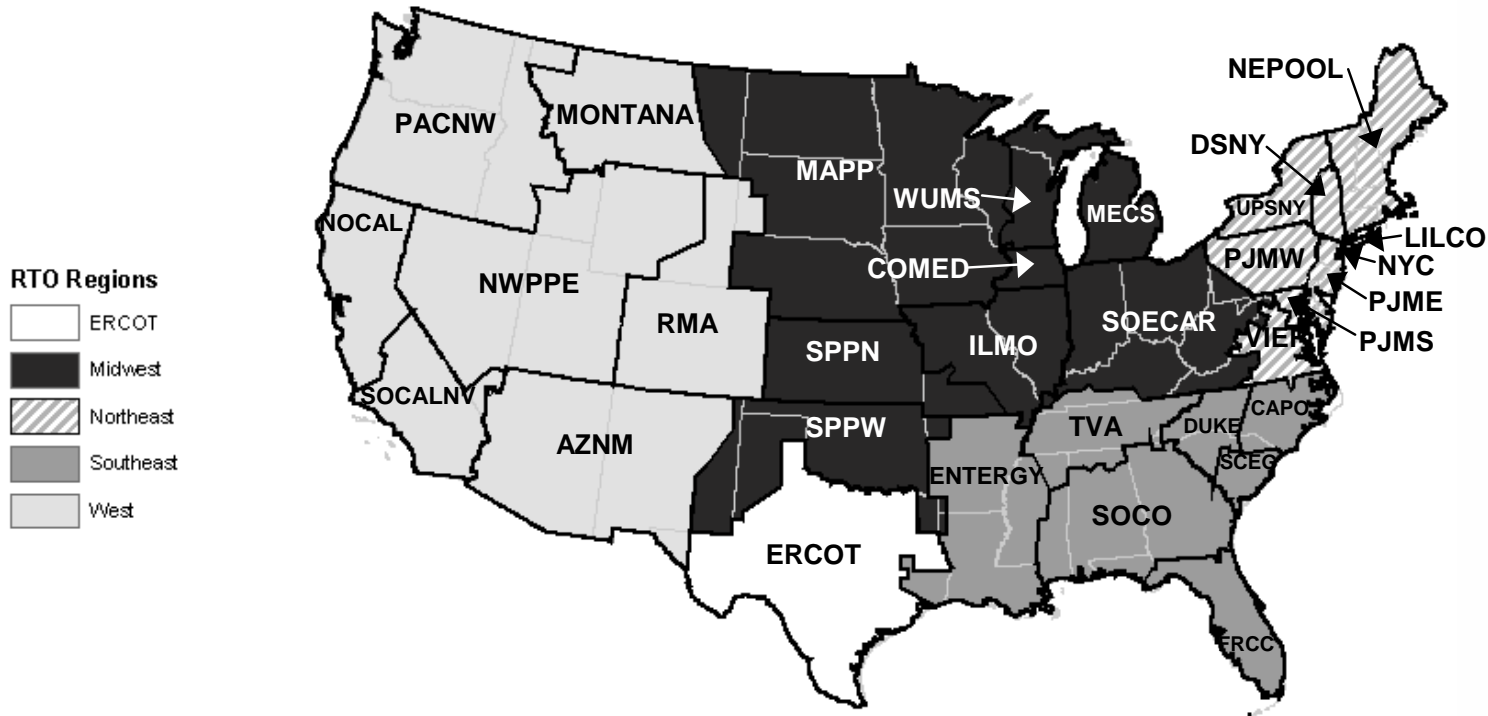 NEPOOL
PACNW
MONTANA
DSNY
MAPP
WUMS
MECS
UPSNY
NOCAL
LILCO
PJMW
COMED
NYC
RTO Regions
NWPPE
PJME
ERCOT
RMA
SOECAR
VIEP
PJMS
SPPN
ILMO
Midwest
SOCALNV
CAPO
Northeast
SPPW
TVA
DUKE
AZNM
SCEG
Southeast
ENTERGY
West
SOCO
ERCOT
FRCC